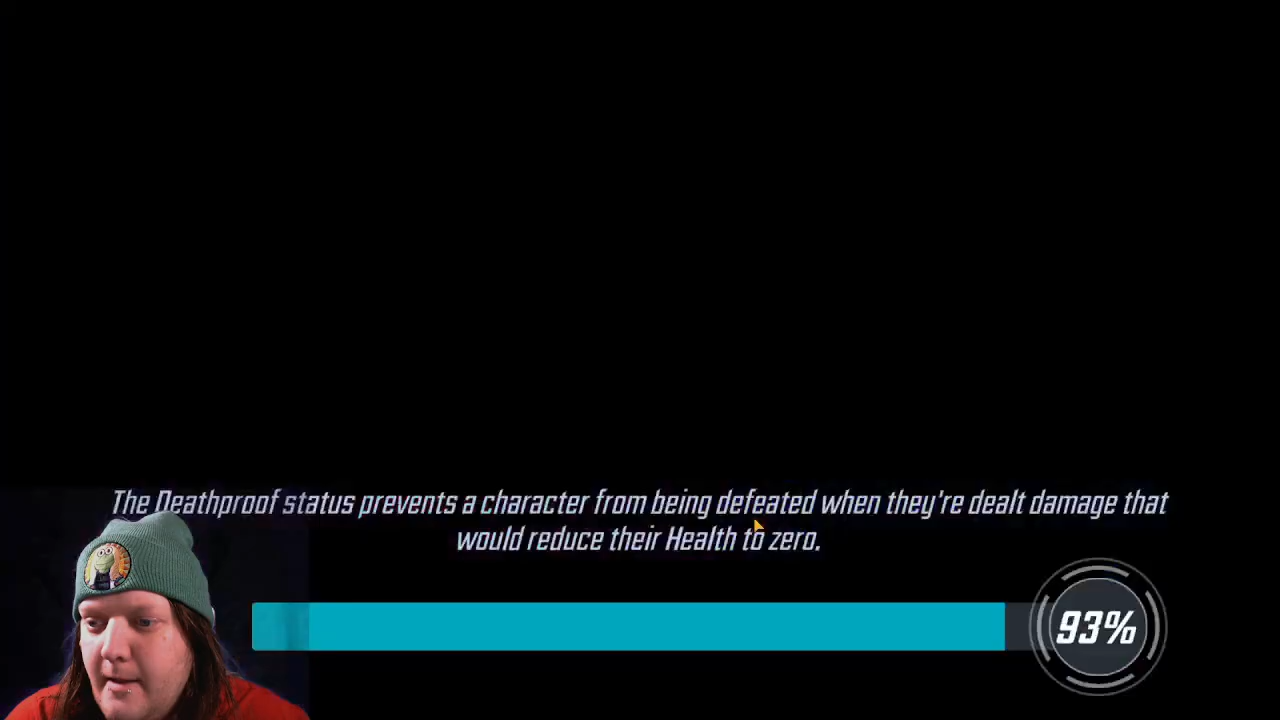 The Deathproof status prevents a character from being defeated when they're dealt damage that
would reduce their Health to zero.
93%